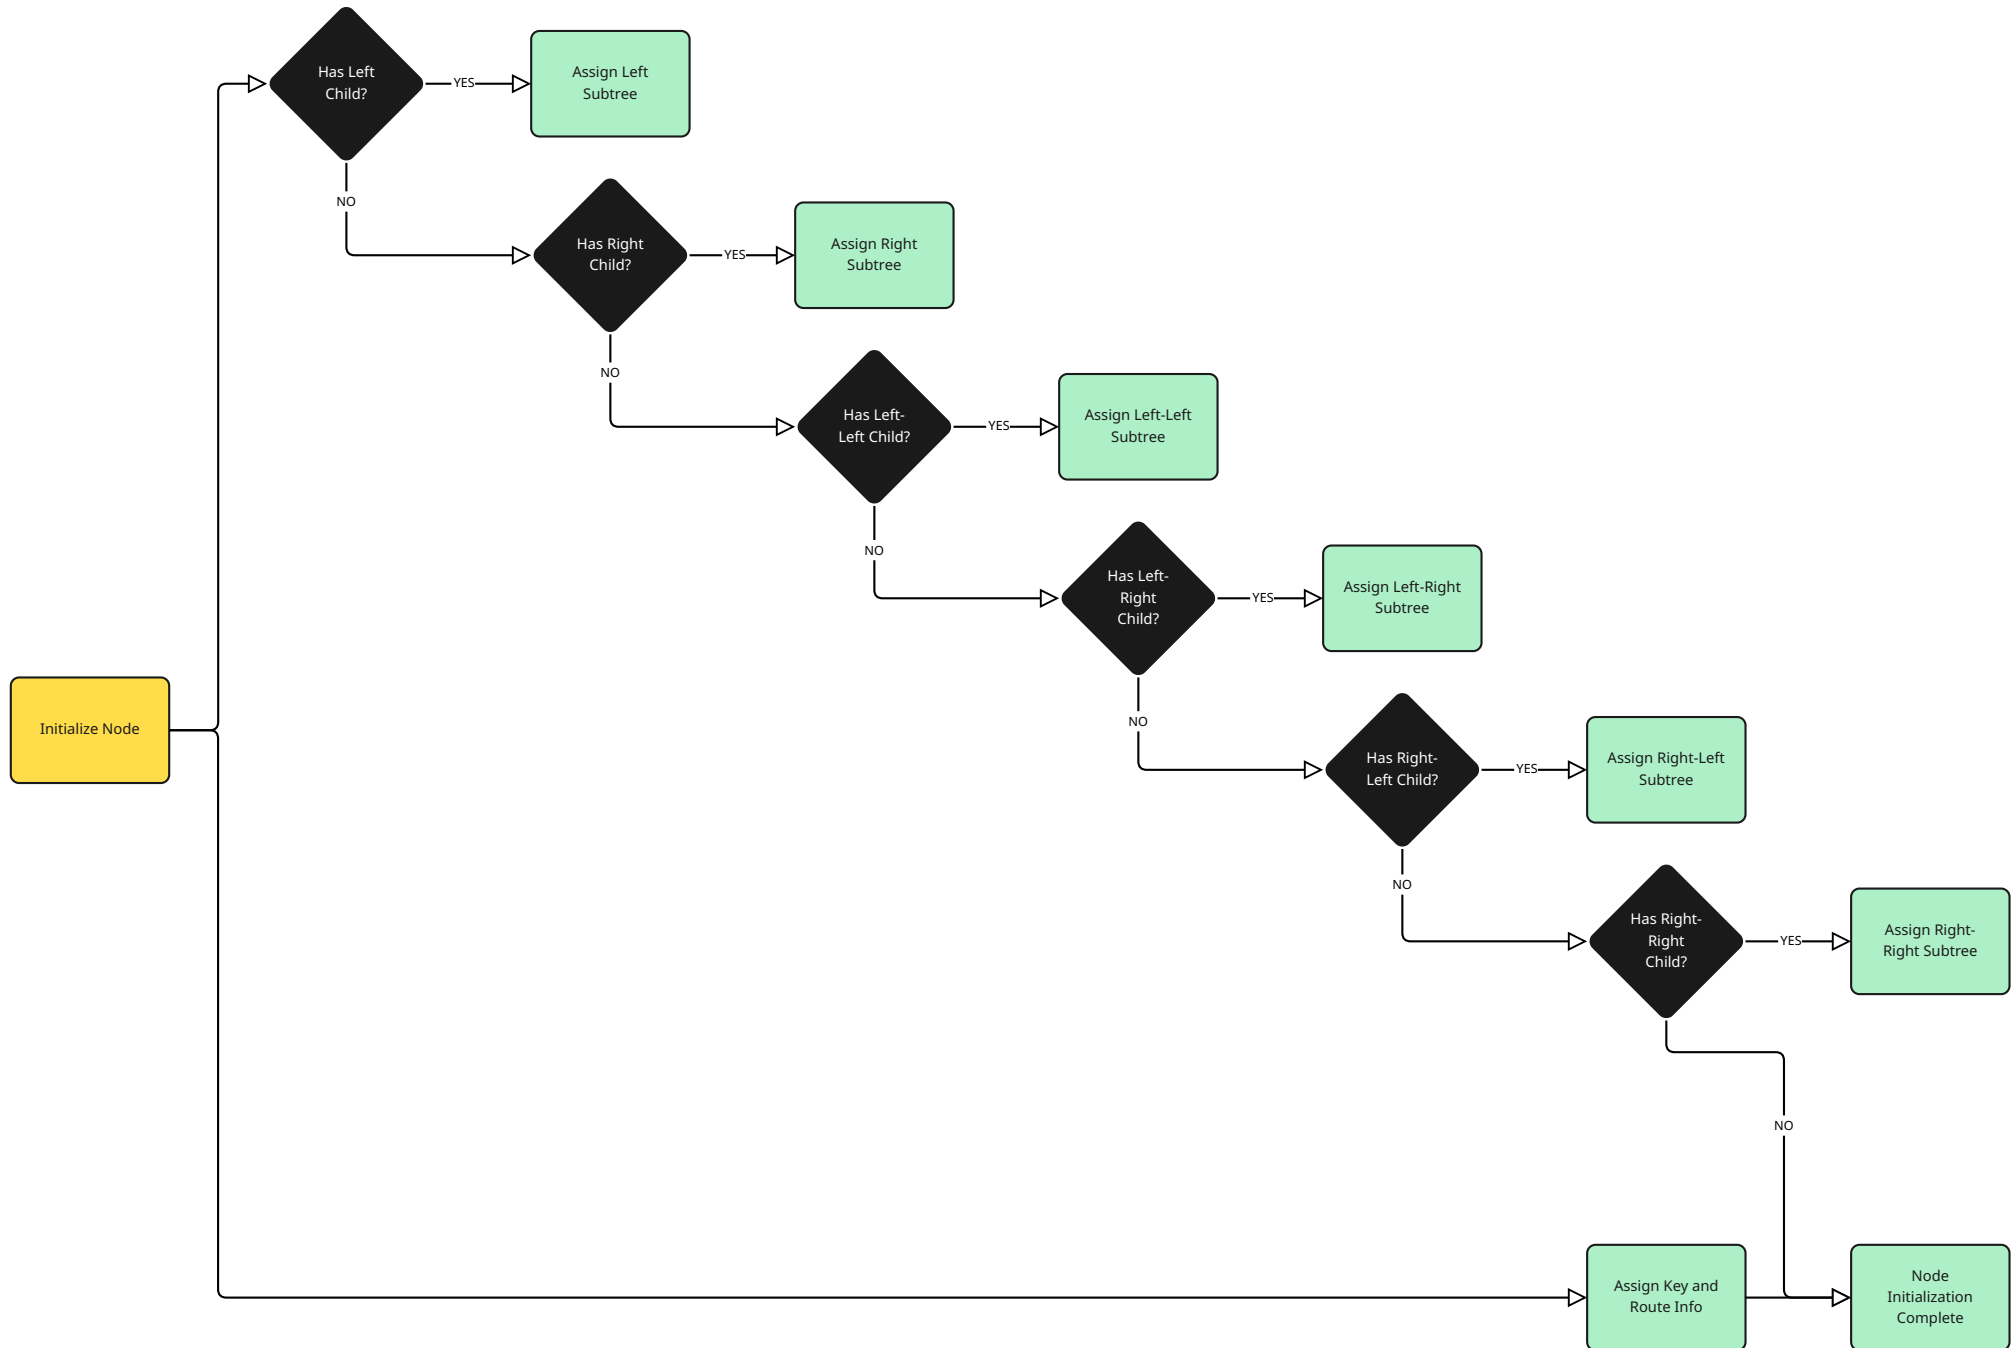 Has Left
Child?
YES
Assign Left
Subtree
NO
Has Right
Child?
YES
Assign Right
Subtree
NO
Has Left-
Left Child?
YES
Assign Left-Left
Subtree
NO
Has Left-
Right
Child?
YES
Assign Left-Right
Subtree
Initialize Node
NO
Has Right-
Left Child?
YES
Assign Right-Left
Subtree
NO
Has Right-
Right
Child?
YES
Assign Right-
Right Subtree
NO
Assign Key and
Route Info
Node
Initialization
Complete